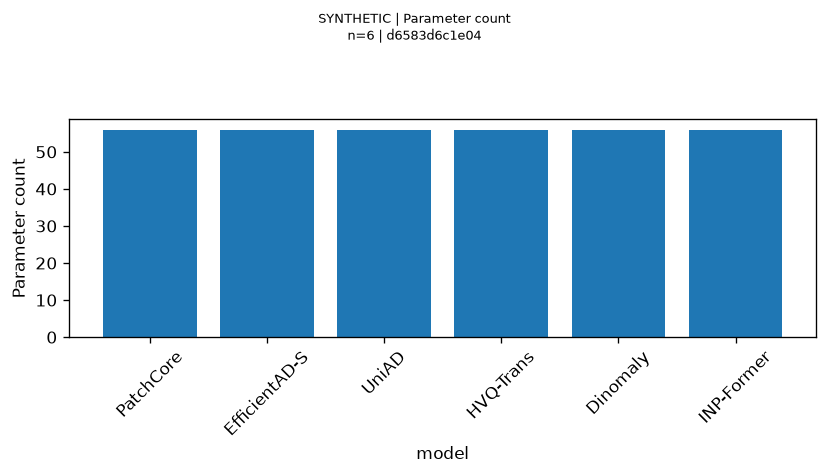 SYNTHETIC | Parameter count
n=6 | d6583d6c1e04
Parameter count
50
40
30
20
10
0
PatchCore
EfficientAD-S
UniAD
HVQ-Trans
Dinomaly
INP-Former
model